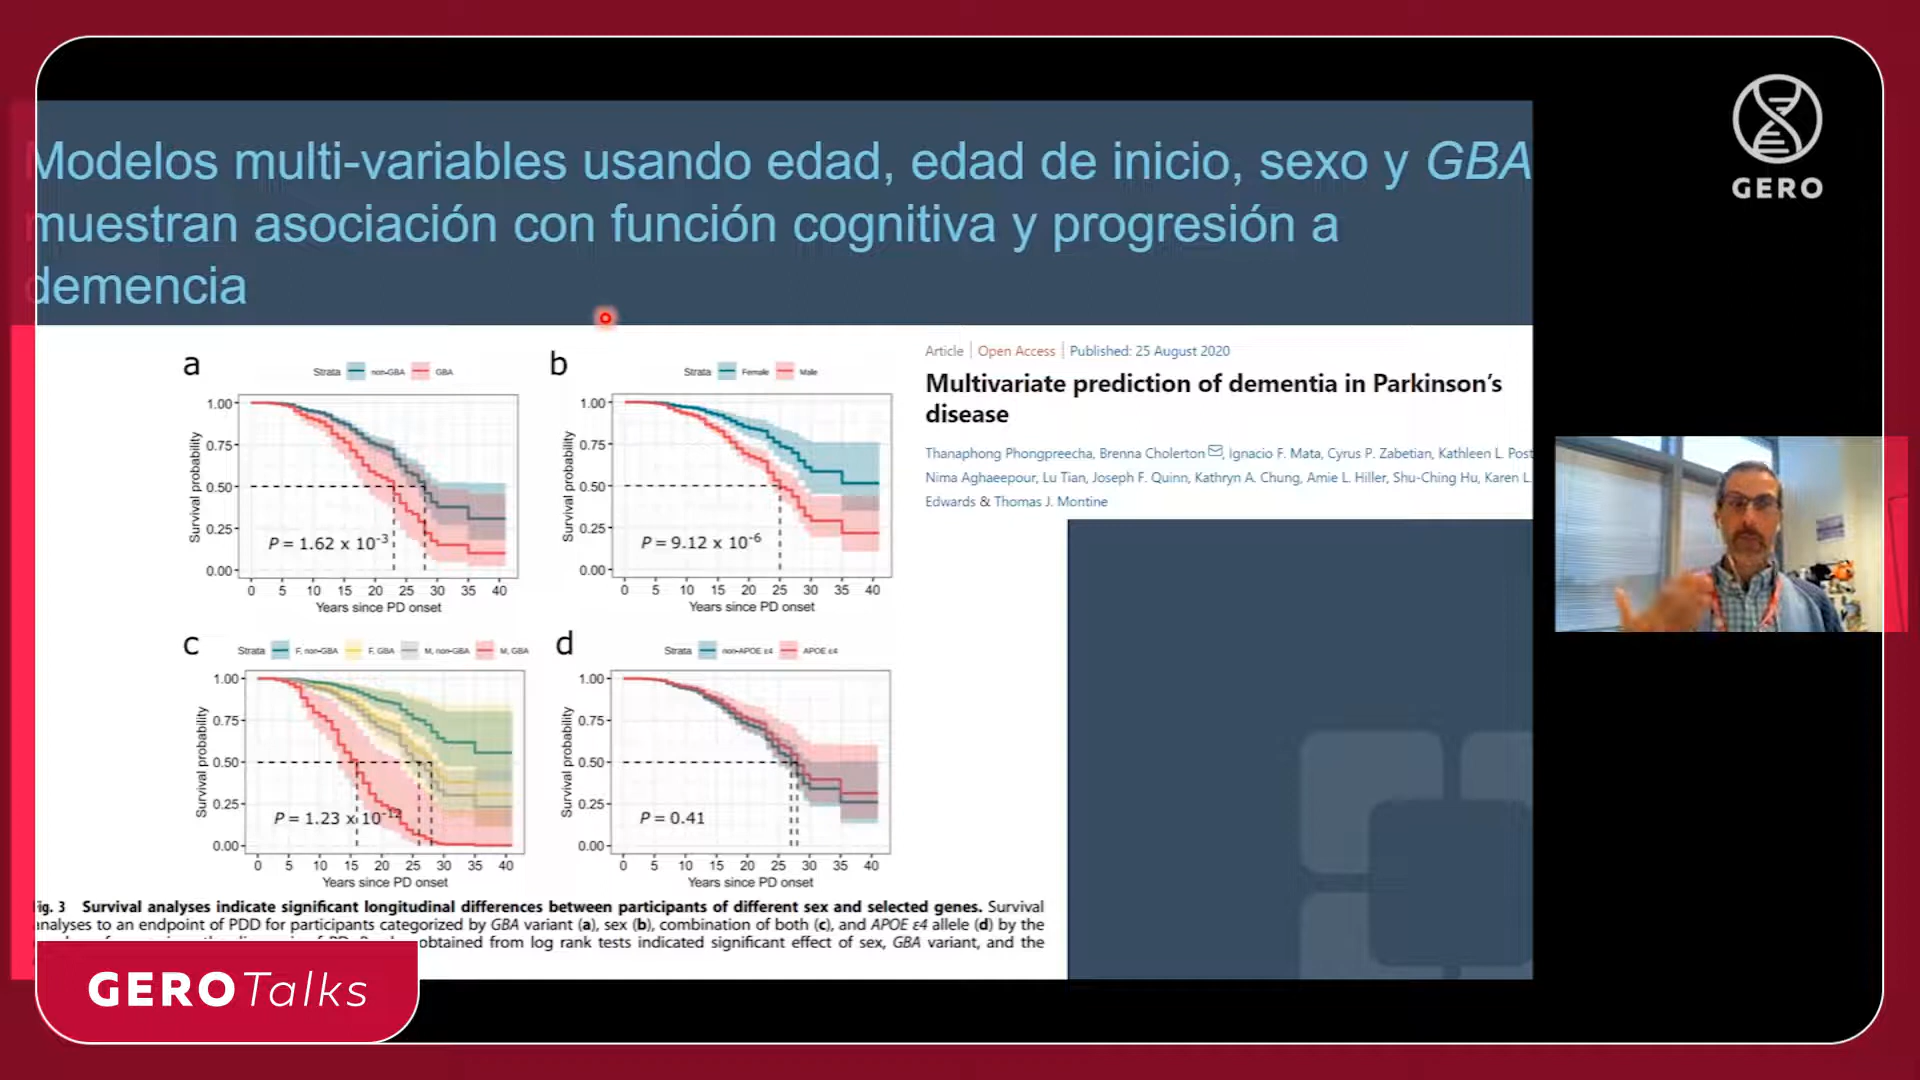 Modelos multi-variables usando edad, edad de inicio, sexo y GBA
muestran asociación con función cognitiva y progresión a
demencia
GERO
a
Strata non-GBA GBA
1.00
0.75
0.50
0.25
0.00
Survival probability
P = 1.62 x 10-3
0 5 10 15 20 25 30 35 40
Years since PD onset
b
Strata Female Male
1.00
0.75
0.50
0.25
0.00
Survival probability
P = 9.12 x 10-6
0 5 10 15 20 25 30 35 40
Years since PD onset
Article | Open Access | Published: 25 August 2020
Multivariate prediction of dementia in Parkinson's
disease
Thanaphong Phongpreecha, Brenna Cholerton, Ignacio F. Mata, Cyrus P. Zabetian, Kathleen L. Post
Nima Aghaeepour, Lu Tian, Joseph F. Quinn, Kathryn A. Chung, Amie L. Hiller, Shu-Ching Hu, Karen L.
Edwards & Thomas J. Montine
c
Strata F, non-GBA F, GBA M, non-GBA M, GBA
1.00
0.75
0.50
0.25
0.00
Survival probability
P = 1.23 x 10-12
0 5 10 15 20 25 30 35 40
Years since PD onset
d
Strata non-APOE ε4 APOE ε4
1.00
0.75
0.50
0.25
0.00
Survival probability
P = 0.41
0 5 10 15 20 25 30 35 40
Years since PD onset
ig. 3 Survival analyses indicate significant longitudinal differences between participants of different sex and selected genes. Survival
analyses to an endpoint of PDD for participants categorized by GBA variant (a), sex (b), combination of both (c), and APOE ε4 allele (d) by the
obtained from log rank tests indicated significant effect of sex, GBA variant, and the
GEROTalks